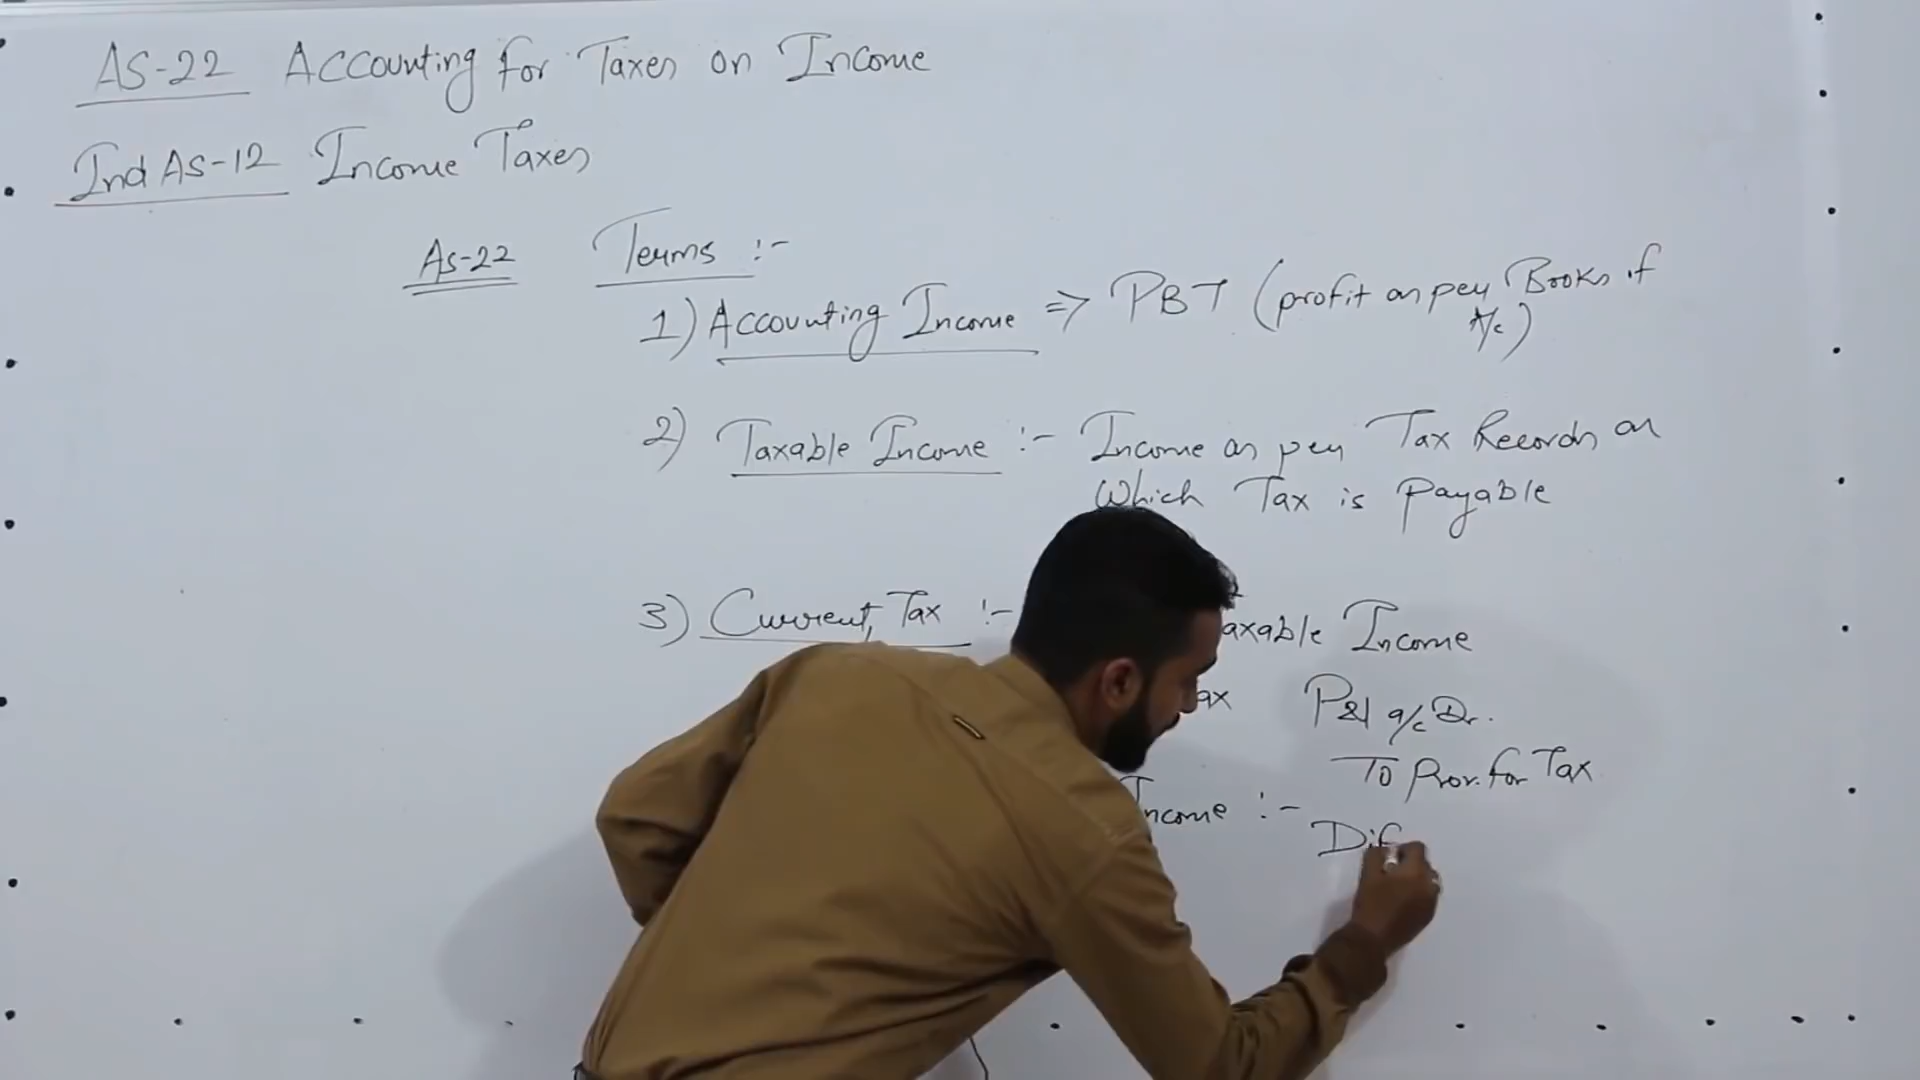 AS-22 Accounting for Taxes on Income
Ind AS-12 Income Taxes
AS-22 Terms :-
1) Accounting Income => PBT (profit as per Books of
A/c)
2) Taxable Income :- Income as per Tax Records on
Which Tax is Payable
3) Current Tax :- axable Income
ax P&l a/c Dr.
To Prov. for Tax
Income :-
Dif